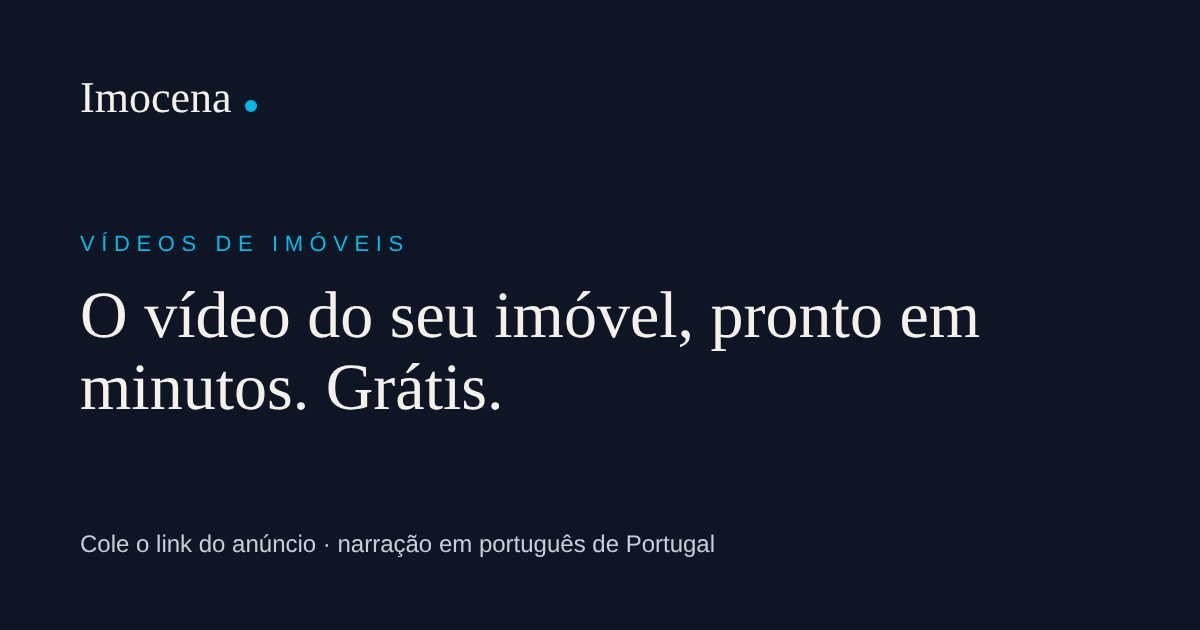 Imocena
VÍDEOS DE IMÓVEIS
O vídeo do seu imóvel, pronto em
minutos. Grátis.
Cole o link do anúncio · narração em português de Portugal